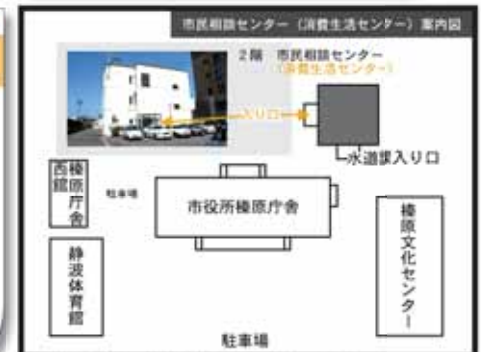 市民相談センター（消費生活センター）案内図
2階 市民相談センター
（消費生活センター）
入り口
水道課入り口
榛原庁舎
西館
駐車場
市役所榛原庁舎
静波体育館
榛原文化センター
駐車場